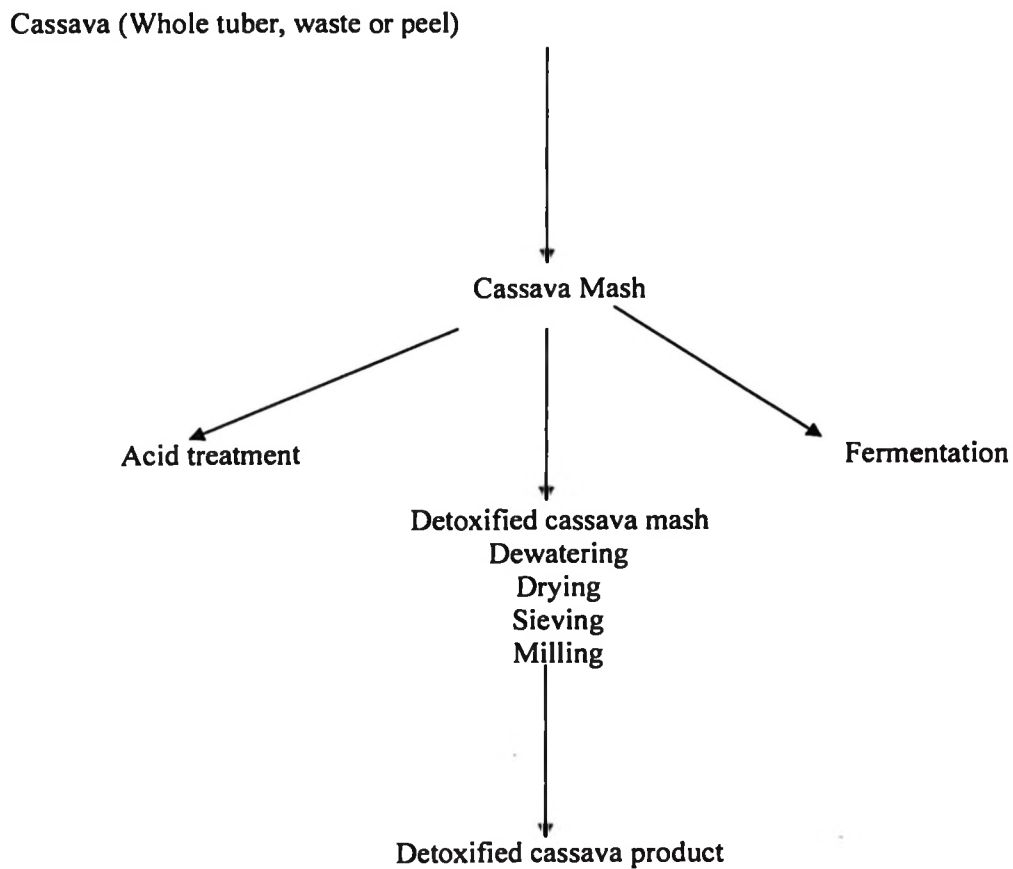 Cassava (Whole tuber, waste or peel)
Cassava Mash
Acid treatment
Fermentation
Detoxified cassava mash
Dewatering
Drying
Sieving
Milling
Detoxified cassava product